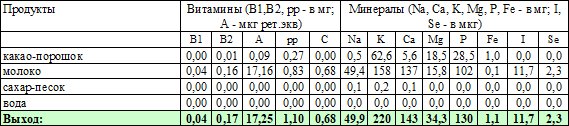 Продукты Витамины (B1,B2, pp - в мг; Минералы (Na, Ca, K, Mg, P, Fe - в мг; I,
A - мкг рет.экв) Se - в мкг)
B1 B2 A pp C Na K Ca Mg P Fe I Se
какао-порошок 0,00 0,01 0,09 0,27 0,00 0,5 62,6 5,6 18,5 28,5 1,0 0,0 0,0
молоко 0,04 0,16 17,16 0,83 0,68 49,4 158 137 15,8 102 0,1 11,7 2,3
сахар-песок 0,00 0,00 0,00 0,00 0,00 0,1 0,2 0,1 0,0 0,0 0,0 0,0 0,0
вода 0,00 0,00 0,00 0,00 0,00 0,0 0,0 0,0 0,0 0,0 0,0 0,0 0,0
Выход: 0,04 0,17 17,25 1,10 0,68 49,9 220 143 34,3 130 1,1 11,7 2,3